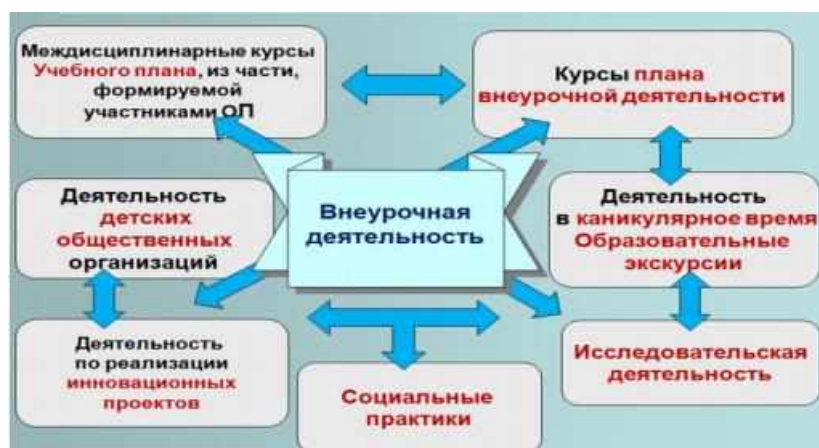 Междисциплинарные курсы
Учебного плана, из части,
формируемой
участниками ОП
Курсы плана
внеурочной деятельности
Деятельность
детских
общественных
организаций
Внеурочная
деятельность
Деятельность
в каникулярное время
Образовательные
экскурсии
Деятельность
по реализации
инновационных
проектов
Социальные
практики
Исследовательская
деятельность